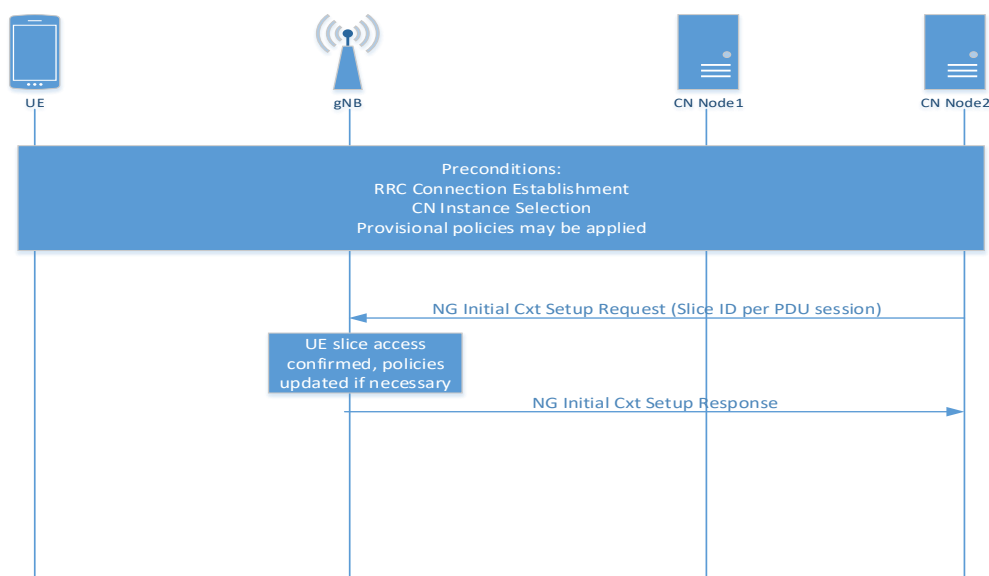 UE
gNB
CN Node1
CN Node2
Preconditions:
RRC Connection Establishment
CN Instance Selection
Provisional policies may be applied
NG Initial Cxt Setup Request (Slice ID per PDU session)
UE slice access
confirmed, policies
updated if necessary
NG Initial Cxt Setup Response